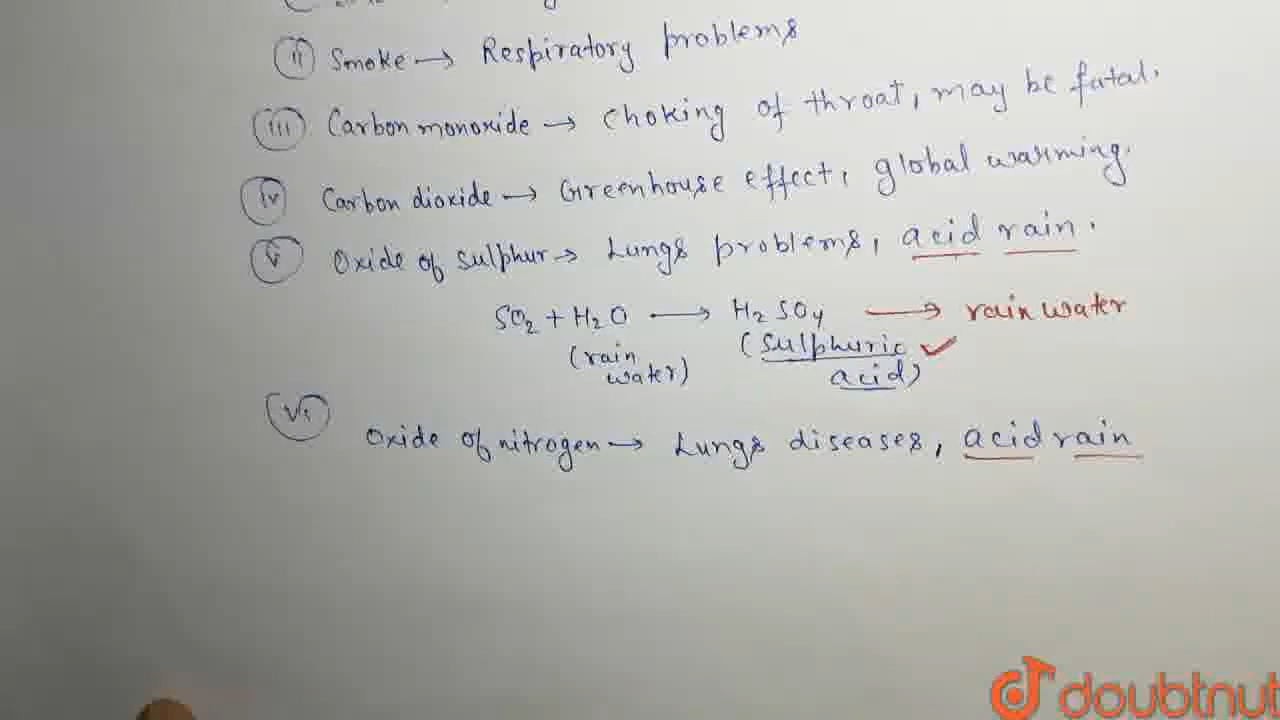 (ii) Smoke → Respiratory problems
(iii) Carbon monoxide → choking of throat, may be fatal.
(iv) Carbon dioxide → Greenhouse effect, global warming.
(v) Oxide of sulphur → Lungs problems, acid rain.
SO₂ + H₂O → H₂SO₄ → rain water
(rain water) (sulphuric ✓ acid)
(vi) Oxide of nitrogen → Lungs diseases, acid rain
doubtnut